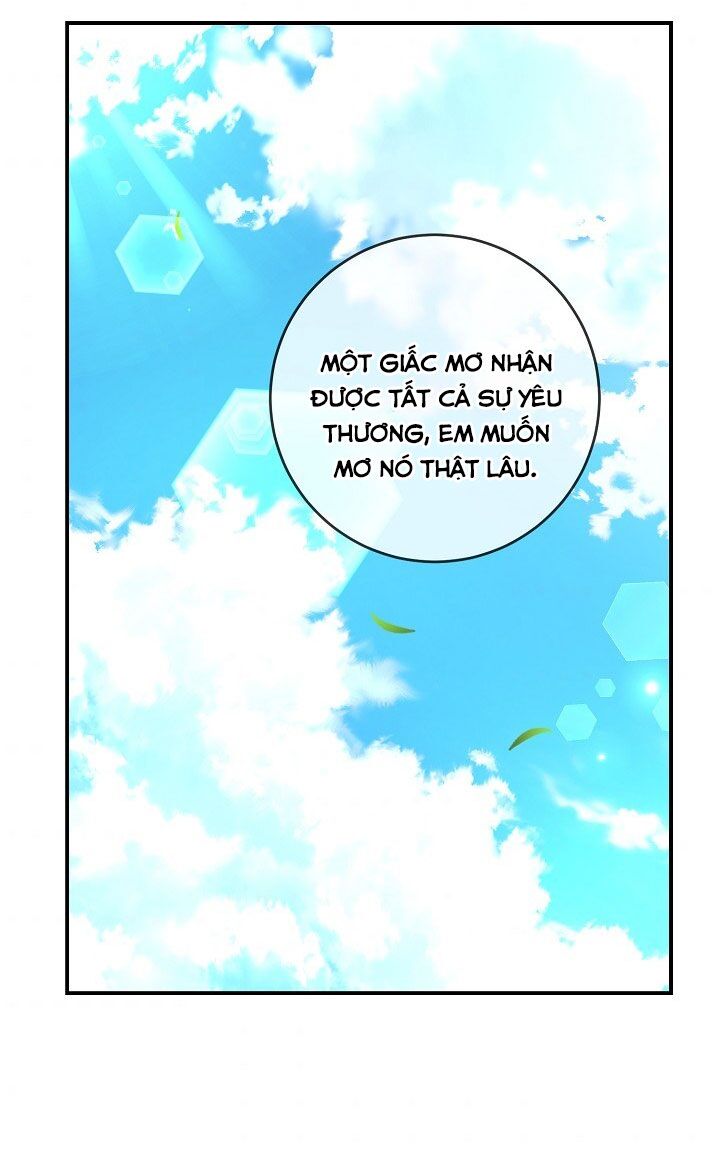 MỘT GIẤC MƠ NHẬN
ĐƯỢC TẤT CẢ SỰ YÊU
THƯƠNG, EM MUỐN
MƠ NÓ THẬT LÂU.